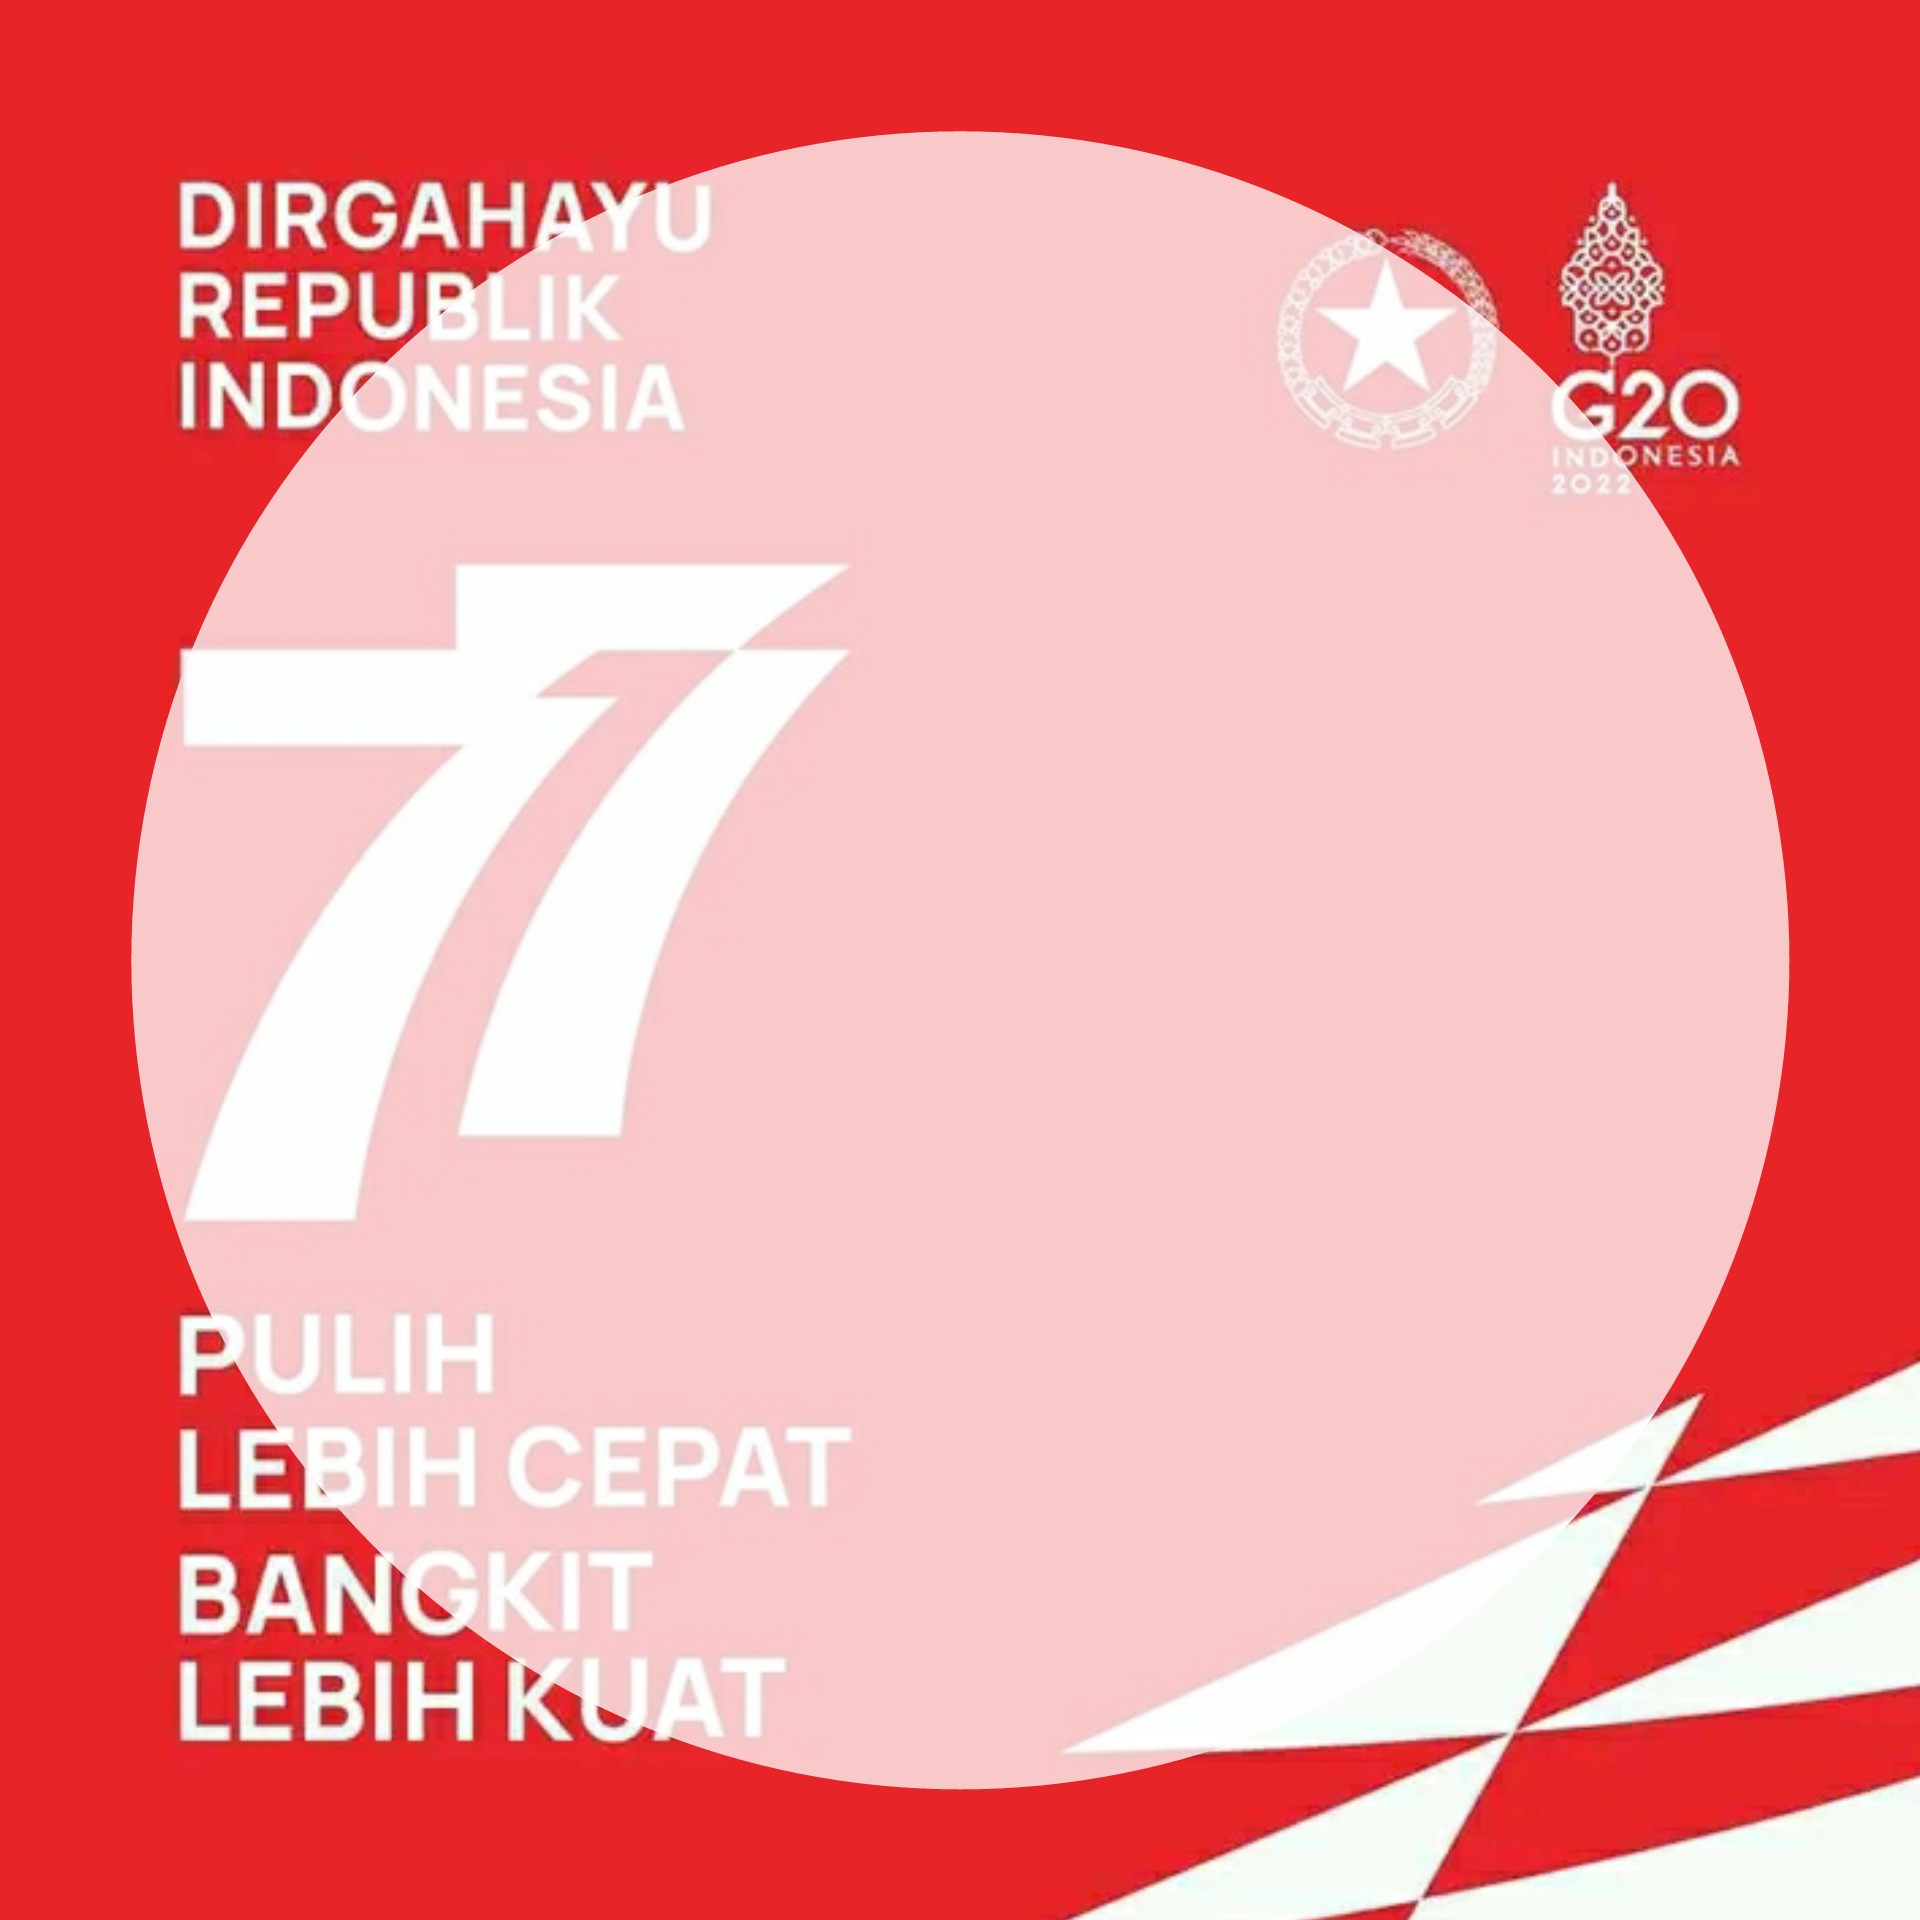 DIRGAHAYU
REPUBLIK
INDONESIA
G20
INDONESIA
2022
77
PULIH
LEBIH CEPAT
BANGKIT
LEBIH KUAT